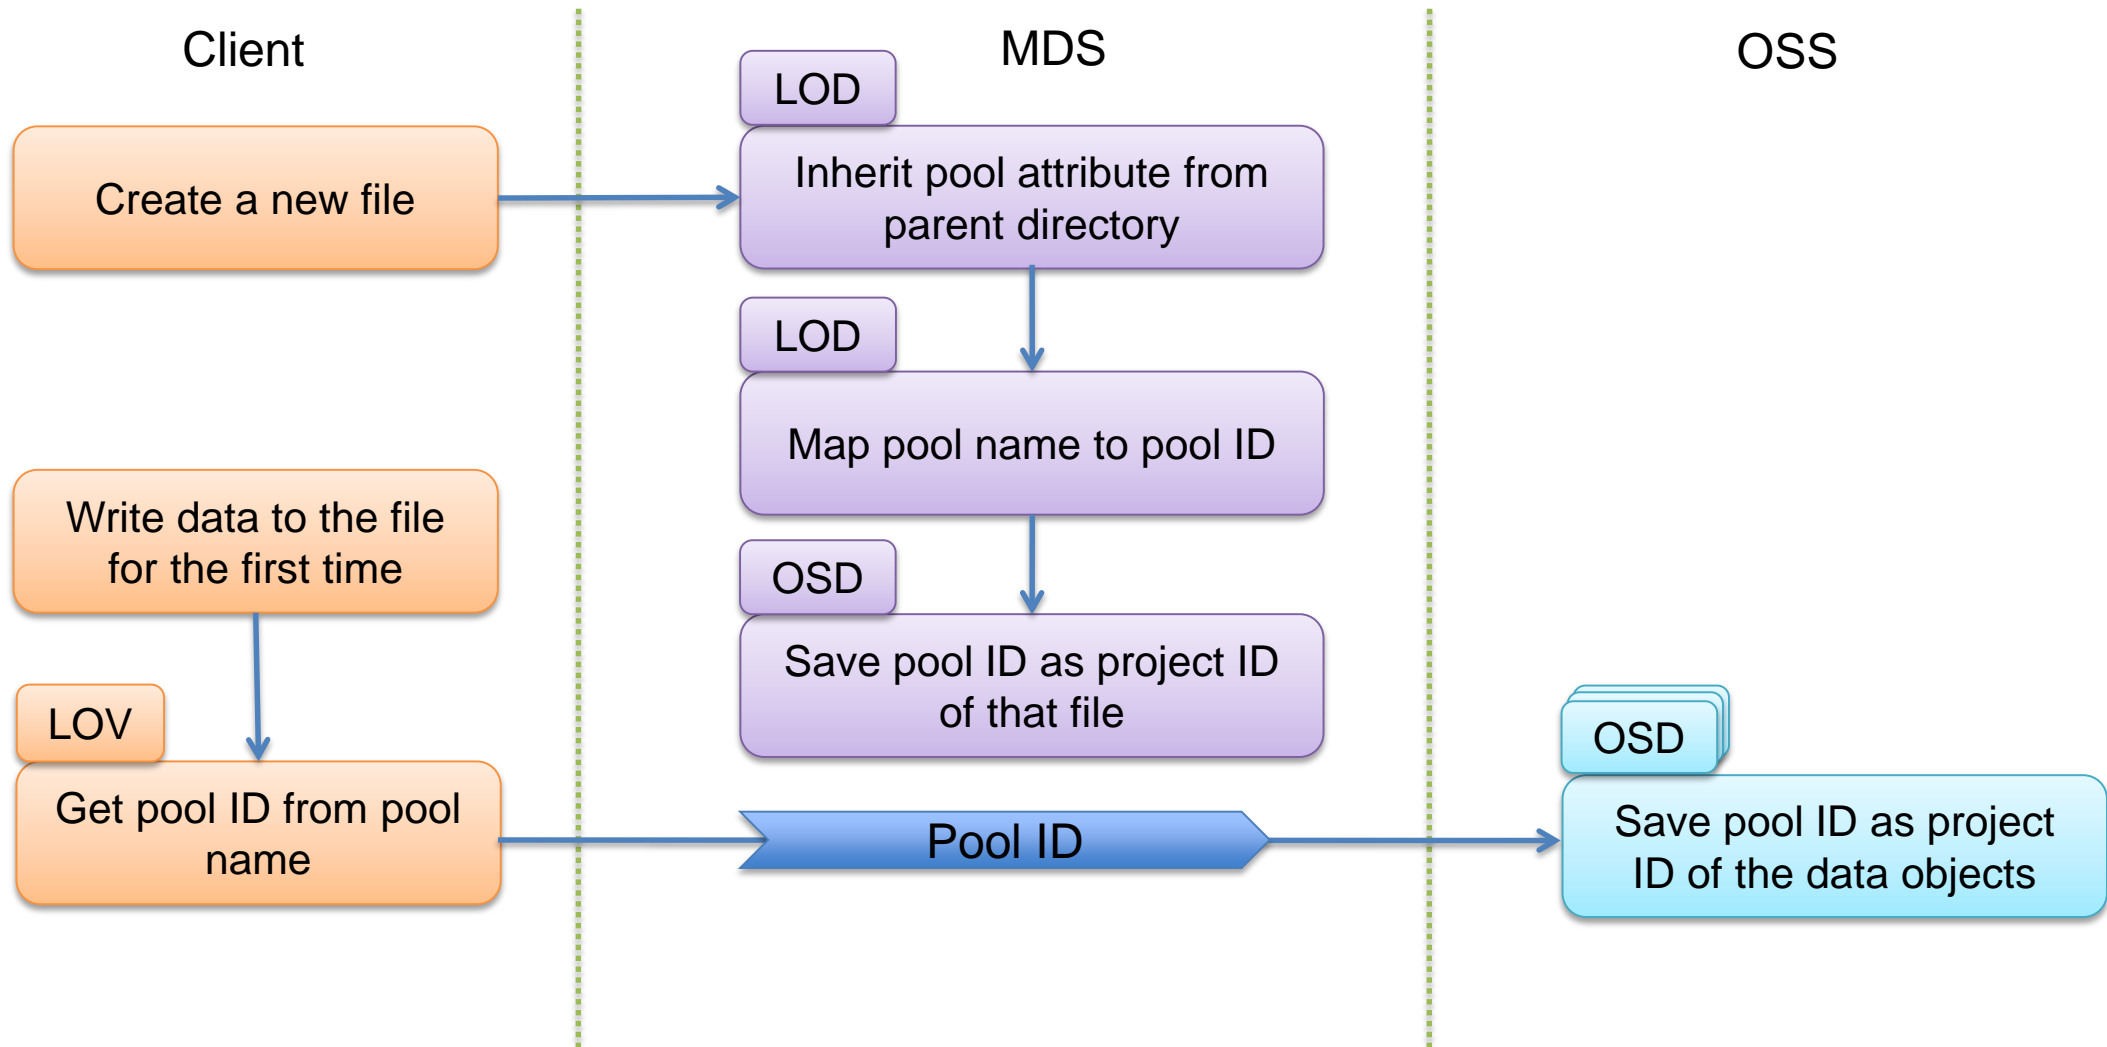 Client
MDS
OSS
LOD
Create a new file
Inherit pool attribute from
parent directory
LOD
Map pool name to pool ID
Write data to the file
for the first time
OSD
Save pool ID as project ID
of that file
LOV
Get pool ID from pool
name
Pool ID
OSD
Save pool ID as project
ID of the data objects